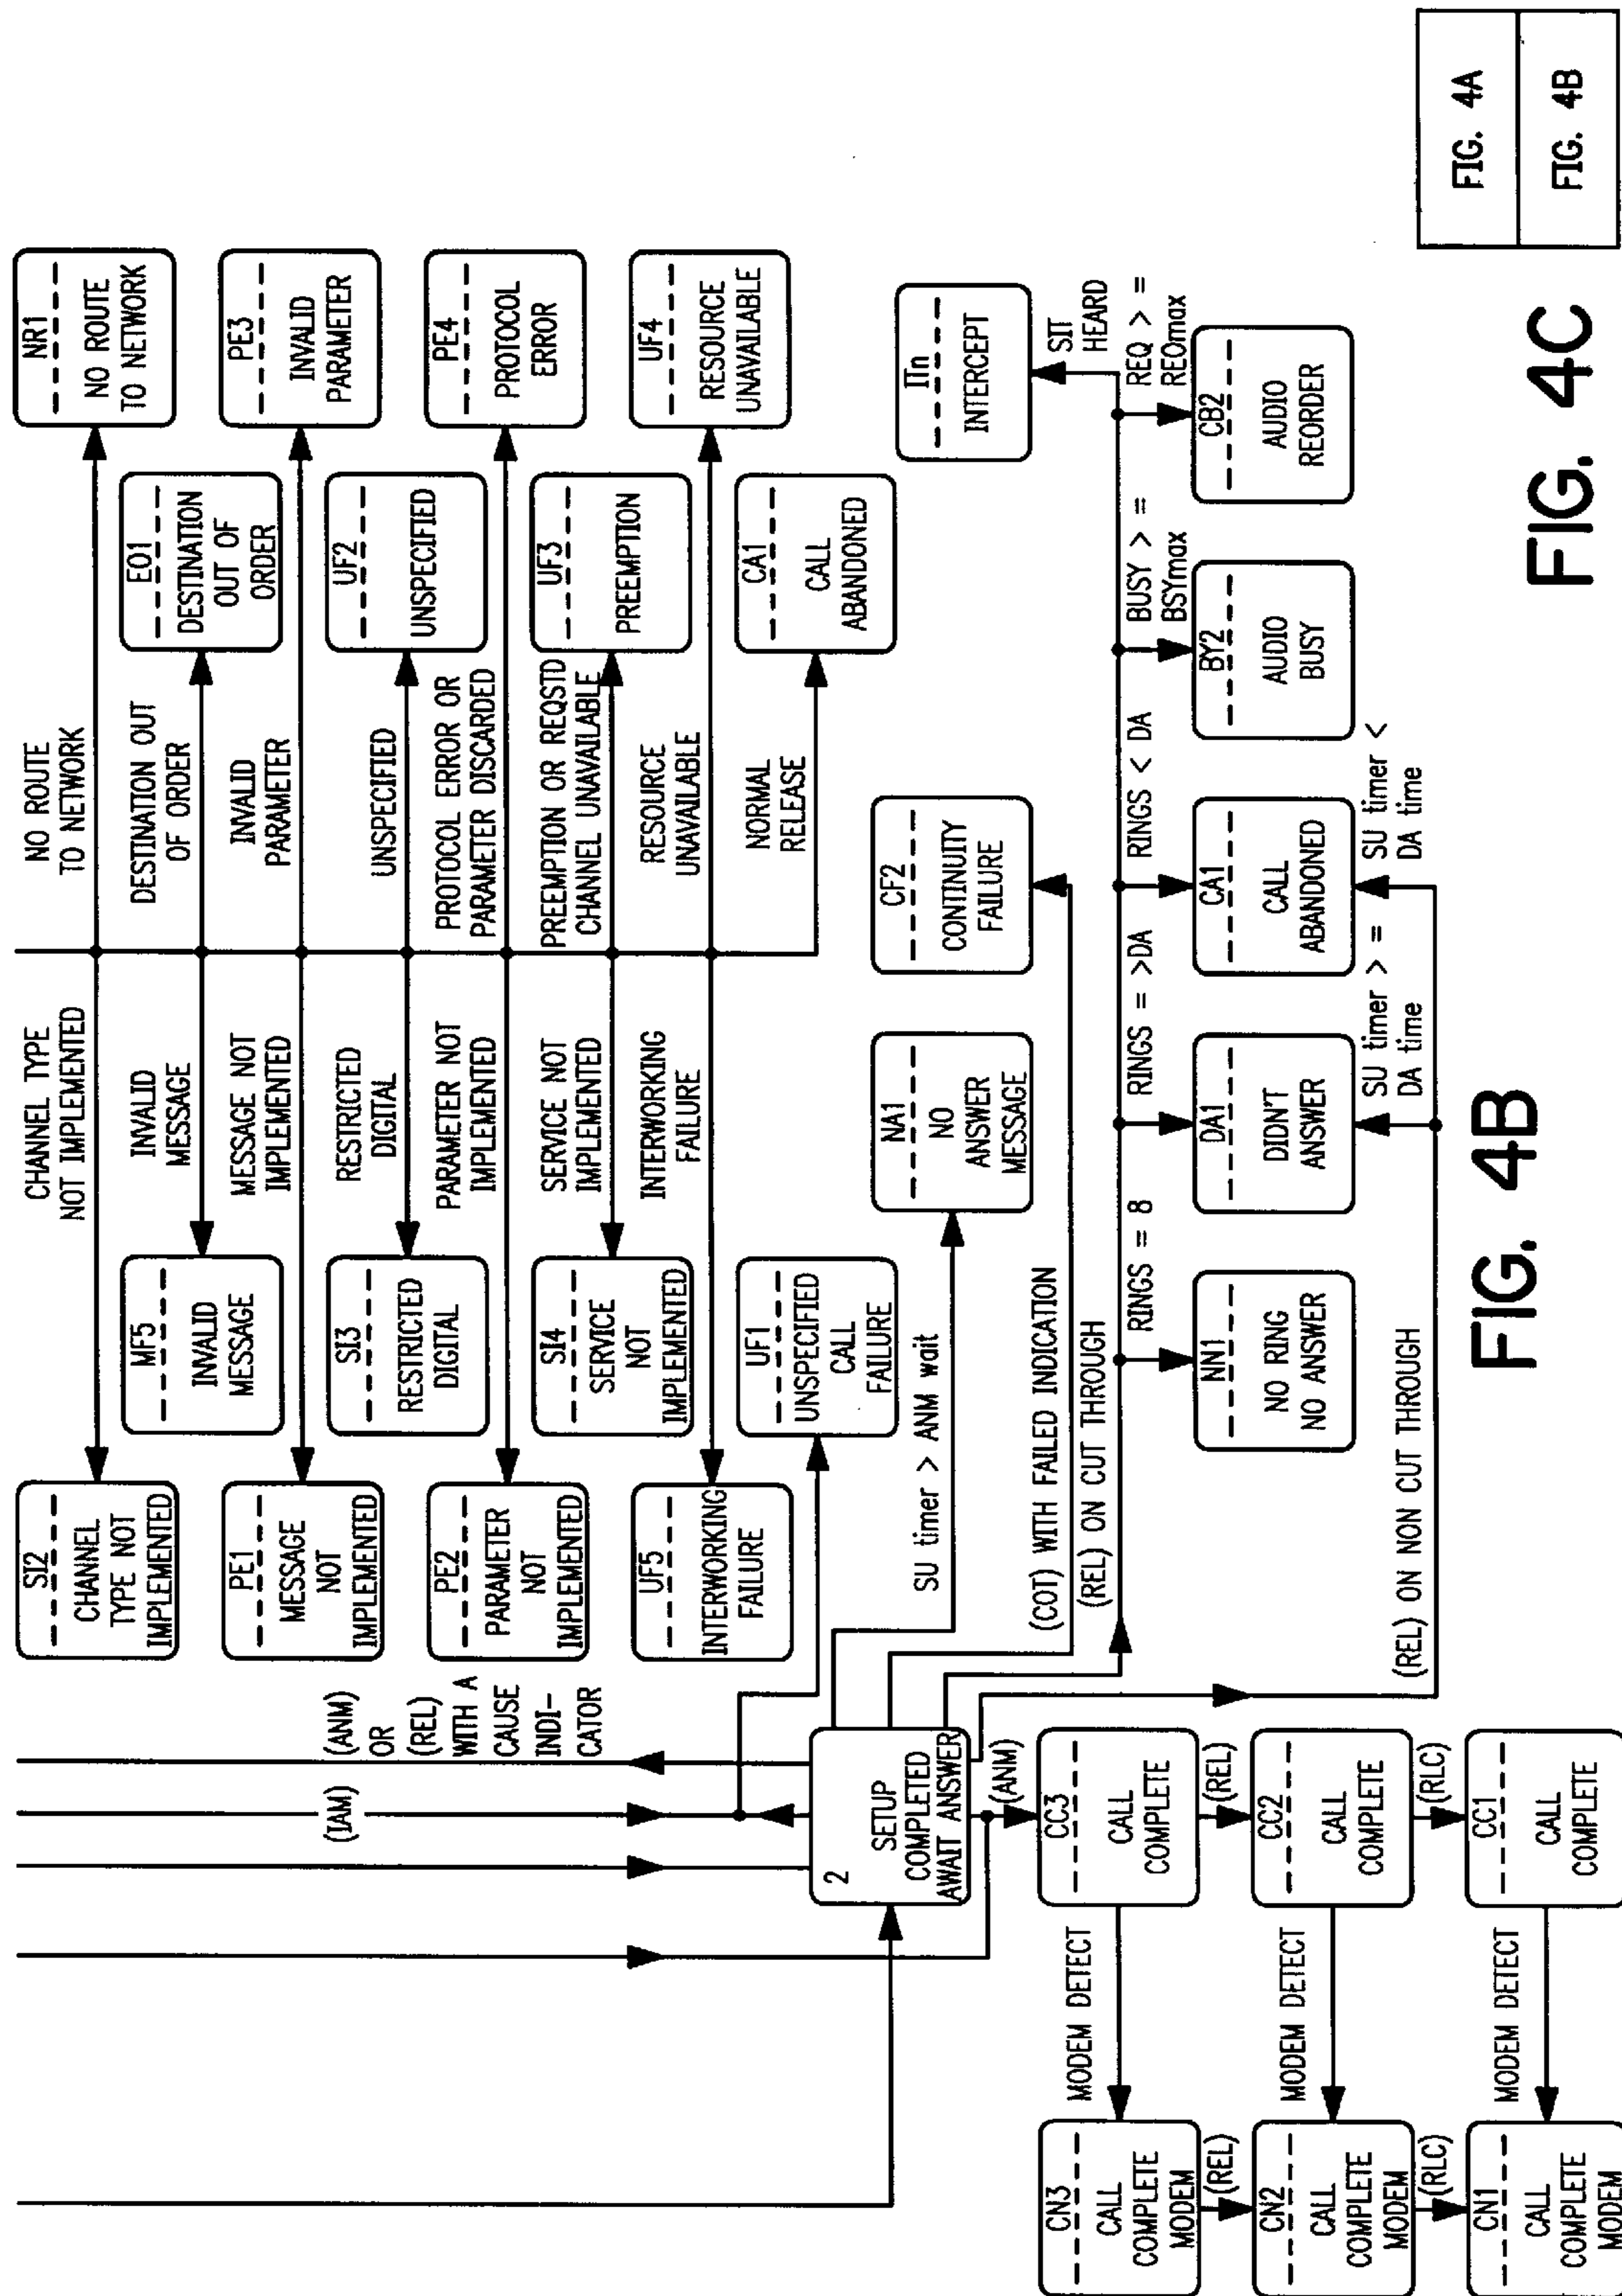 CHANNEL TYPE
NOT IMPLEMENTED
NO ROUTE
TO NETWORK
SI2
CHANNEL
TYPE NOT
IMPLEMENTED
NR1
NO ROUTE
TO NETWORK
INVALID
MESSAGE
DESTINATION OUT
OF ORDER
MF5
INVALID
MESSAGE
EO1
DESTINATION
OUT OF
ORDER
MESSAGE NOT
IMPLEMENTED
INVALID
PARAMETER
PE1
MESSAGE
NOT
IMPLEMENTED
PE3
INVALID
PARAMETER
RESTRICTED
DIGITAL
UNSPECIFIED
SI3
RESTRICTED
DIGITAL
UF2
UNSPECIFIED
PARAMETER NOT
IMPLEMENTED
PROTOCOL ERROR OR
PARAMETER DISCARDED
PE2
PARAMETER
NOT
IMPLEMENTED
PE4
PROTOCOL
ERROR
SERVICE NOT
IMPLEMENTED
PREEMPTION OR REQSTD
CHANNEL UNAVAILABLE
SI4
SERVICE
NOT
IMPLEMENTED
UF3
PREEMPTION
INTERWORKING
FAILURE
RESOURCE
UNAVAILABLE
UF5
INTERWORKING
FAILURE
UF4
RESOURCE
UNAVAILABLE
NORMAL
RELEASE
UF1
UNSPECIFIED
CALL
FAILURE
CA1
CALL
ABANDONED
(IAM)
(ANM)
OR
(REL)
WITH A
CAUSE
INDI-
CATOR
2
SETUP
COMPLETED
AWAIT ANSWER
SU timer > ANM wait
NA1
NO
ANSWER
MESSAGE
CF2
CONTINUITY
FAILURE
ITn
INTERCEPT
(COT) WITH FAILED INDICATION
(REL) ON CUT THROUGH
SIT
HEARD
RINGS = 8
RINGS = >DA
RINGS < DA
BUSY > =
BSYmax
REQ > =
REOmax
NN1
NO RING
NO ANSWER
DA1
DIDN'T
ANSWER
CA1
CALL
ABANDONED
BY2
AUDIO
BUSY
CB2
AUDIO
REORDER
SU timer > =
DA time
SU timer <
DA time
(REL) ON NON CUT THROUGH
(ANM)
CN3
CALL
COMPLETE
MODEM
MODEM DETECT
CC3
CALL
COMPLETE
(REL)
(REL)
CN2
CALL
COMPLETE
MODEM
MODEM DETECT
CC2
CALL
COMPLETE
(RLC)
(RLC)
CN1
CALL
COMPLETE
MODEM
MODEM DETECT
CC1
CALL
COMPLETE
FIG. 4B
FIG. 4C
FIG. 4A
FIG. 4B